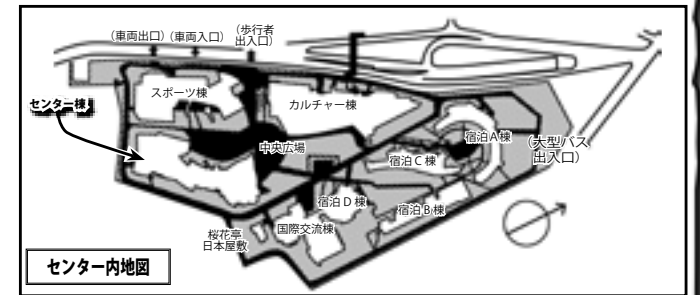 （車両出口）
（車両入口）
（歩行者
出入口）
スポーツ棟
カルチャー棟
センター棟
中央広場
宿泊Ａ棟
宿泊Ｃ棟
（大型バス
出入口）
宿泊Ｄ棟
宿泊Ｂ棟
桜花亭
日本屋敷
国際交流棟
センター内地図